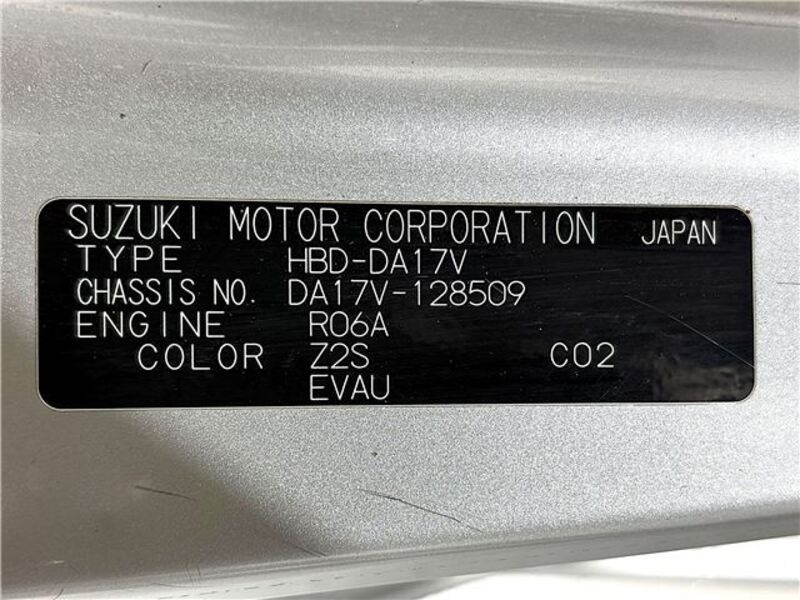 SUZUKI MOTOR CORPORATION JAPAN
TYPE HBD-DA17V
CHASSIS NO. DA17V-128509
ENGINE R06A
COLOR Z2S C02
EVAU